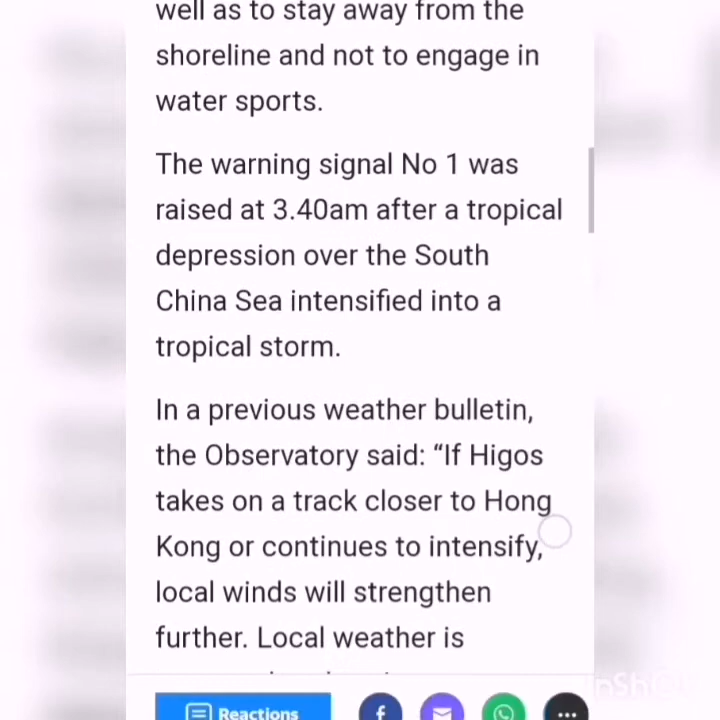 well as to stay away from the
shoreline and not to engage in
water sports.
The warning signal No 1 was
raised at 3.40am after a tropical
depression over the South
China Sea intensified into a
tropical storm.
In a previous weather bulletin,
the Observatory said: “If Higos
takes on a track closer to Hong
Kong or continues to intensify,
local winds will strengthen
further. Local weather is
Reactions